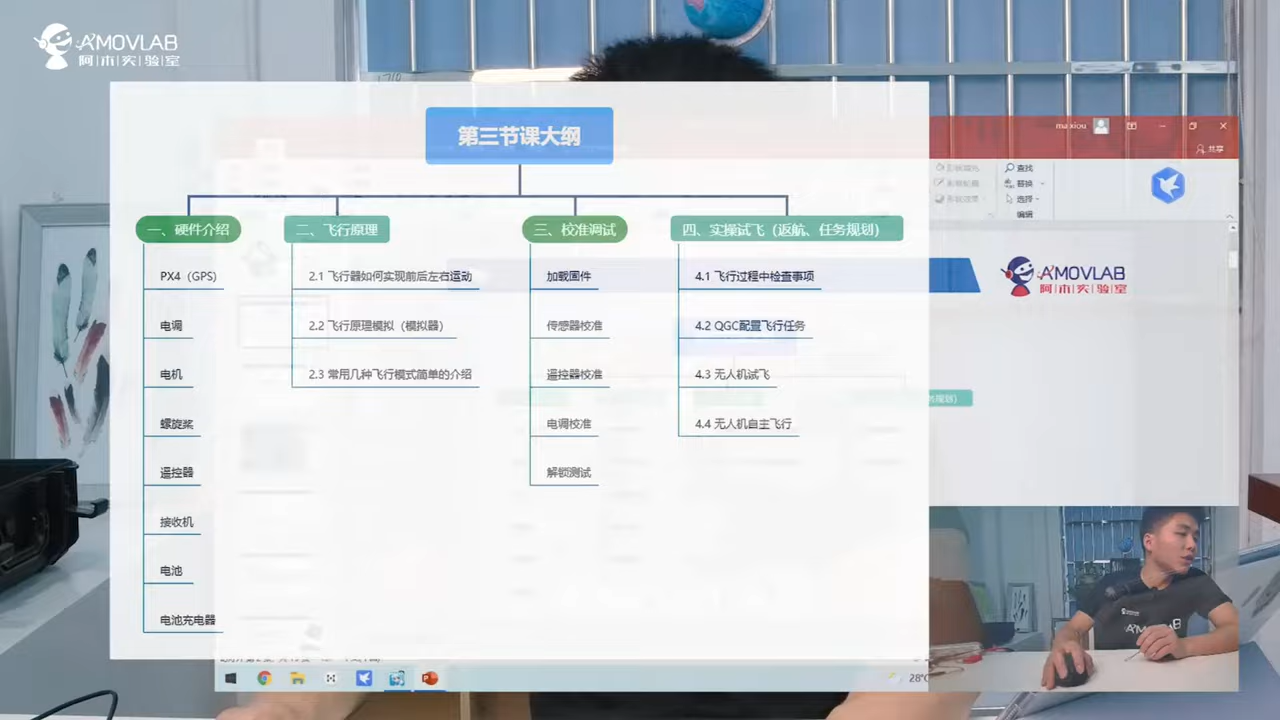 A'MOVLAB
阿木实验室
第三节课大纲
一、硬件介绍
PX4（GPS）
电调
电机
螺旋桨
遥控器
接收机
电池
电池充电器
二、飞行原理
2.1 飞行器如何实现前后左右运动
2.2 飞行原理模拟（模拟器）
2.3 常用几种飞行模式简单的介绍
三、校准调试
加载固件
传感器校准
遥控器校准
电调校准
解锁测试
四、实操试飞（返航、任务规划）
4.1 飞行过程中检查事项
4.2 QGC配置飞行任务
4.3 无人机试飞
4.4 无人机自主飞行
共享
查找
替换
选择
编辑
A'MOVLAB
阿木实验室
28°C